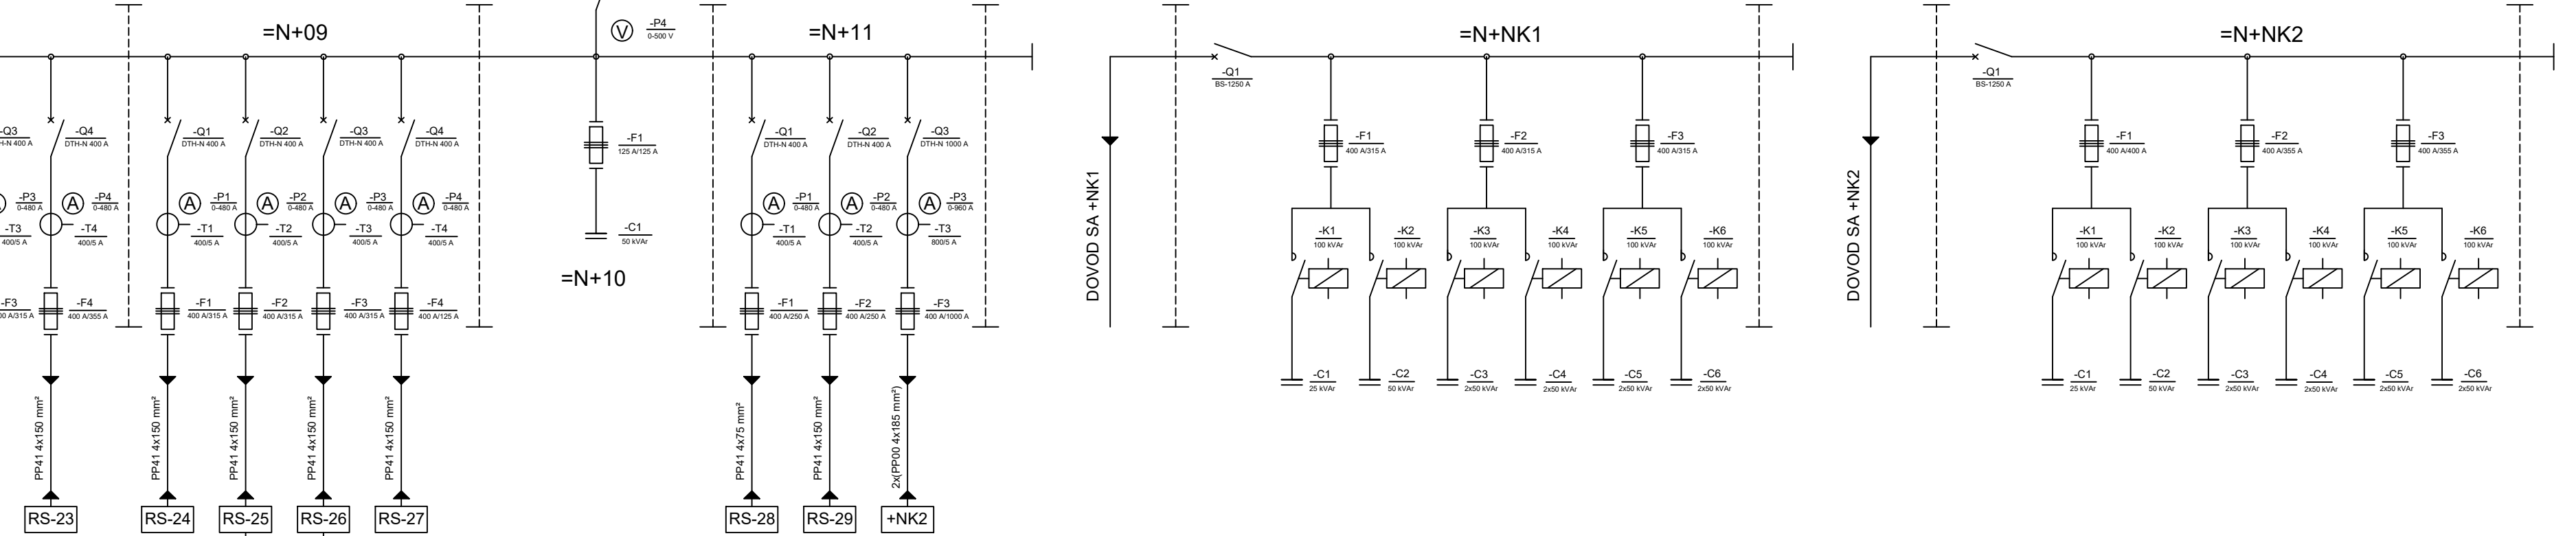 =N+09
-P4
0-500 V
V
=N+11
=N+NK1
=N+NK2
-Q1
BS-1250 A
-Q1
BS-1250 A
-Q3
H-N 400 A
-Q4
DTH-N 400 A
-Q1
DTH-N 400 A
-Q2
DTH-N 400 A
-Q3
DTH-N 400 A
-Q4
DTH-N 400 A
-F1
125 A/125 A
-Q1
DTH-N 400 A
-Q2
DTH-N 400 A
-Q3
DTH-N 1000 A
-F1
400 A/315 A
-F2
400 A/315 A
-F3
400 A/315 A
-F1
400 A/400 A
-F2
400 A/355 A
-F3
400 A/355 A
-P3
0-480 A
A
-P4
0-480 A
A
-P1
0-480 A
A
-P2
0-480 A
A
-P3
0-480 A
A
-P4
0-480 A
A
-P1
0-480 A
A
-P2
0-480 A
A
-P3
0-960 A
-T3
400/5 A
-T4
400/5 A
-T1
400/5 A
-T2
400/5 A
-T3
400/5 A
-T4
400/5 A
-C1
50 kVAr
-T1
400/5 A
-T2
400/5 A
-T3
800/5 A
DOVOD SA +NK1
-K1
100 kVAr
-K2
100 kVAr
-K3
100 kVAr
-K4
100 kVAr
-K5
100 kVAr
-K6
100 kVAr
DOVOD SA +NK2
-K1
100 kVAr
-K2
100 kVAr
-K3
100 kVAr
-K4
100 kVAr
-K5
100 kVAr
-K6
100 kVAr
=N+10
-F3
00 A/315 A
-F4
400 A/355 A
-F1
400 A/315 A
-F2
400 A/315 A
-F3
400 A/315 A
-F4
400 A/125 A
-F1
400 A/250 A
-F2
400 A/250 A
-F3
400 A/1000 A
-C1
25 kVAr
-C2
50 kVAr
-C3
2x50 kVAr
-C4
2x50 kVAr
-C5
2x50 kVAr
-C6
2x50 kVAr
-C1
25 kVAr
-C2
50 kVAr
-C3
2x50 kVAr
-C4
2x50 kVAr
-C5
2x50 kVAr
-C6
2x50 kVAr
PP41 4x150 mm²
PP41 4x150 mm²
PP41 4x150 mm²
PP41 4x150 mm²
PP41 4x150 mm²
PP41 4x75 mm²
PP41 4x150 mm²
2x(PP00 4x185 mm²)
RS-23
RS-24
RS-25
RS-26
RS-27
RS-28
RS-29
+NK2